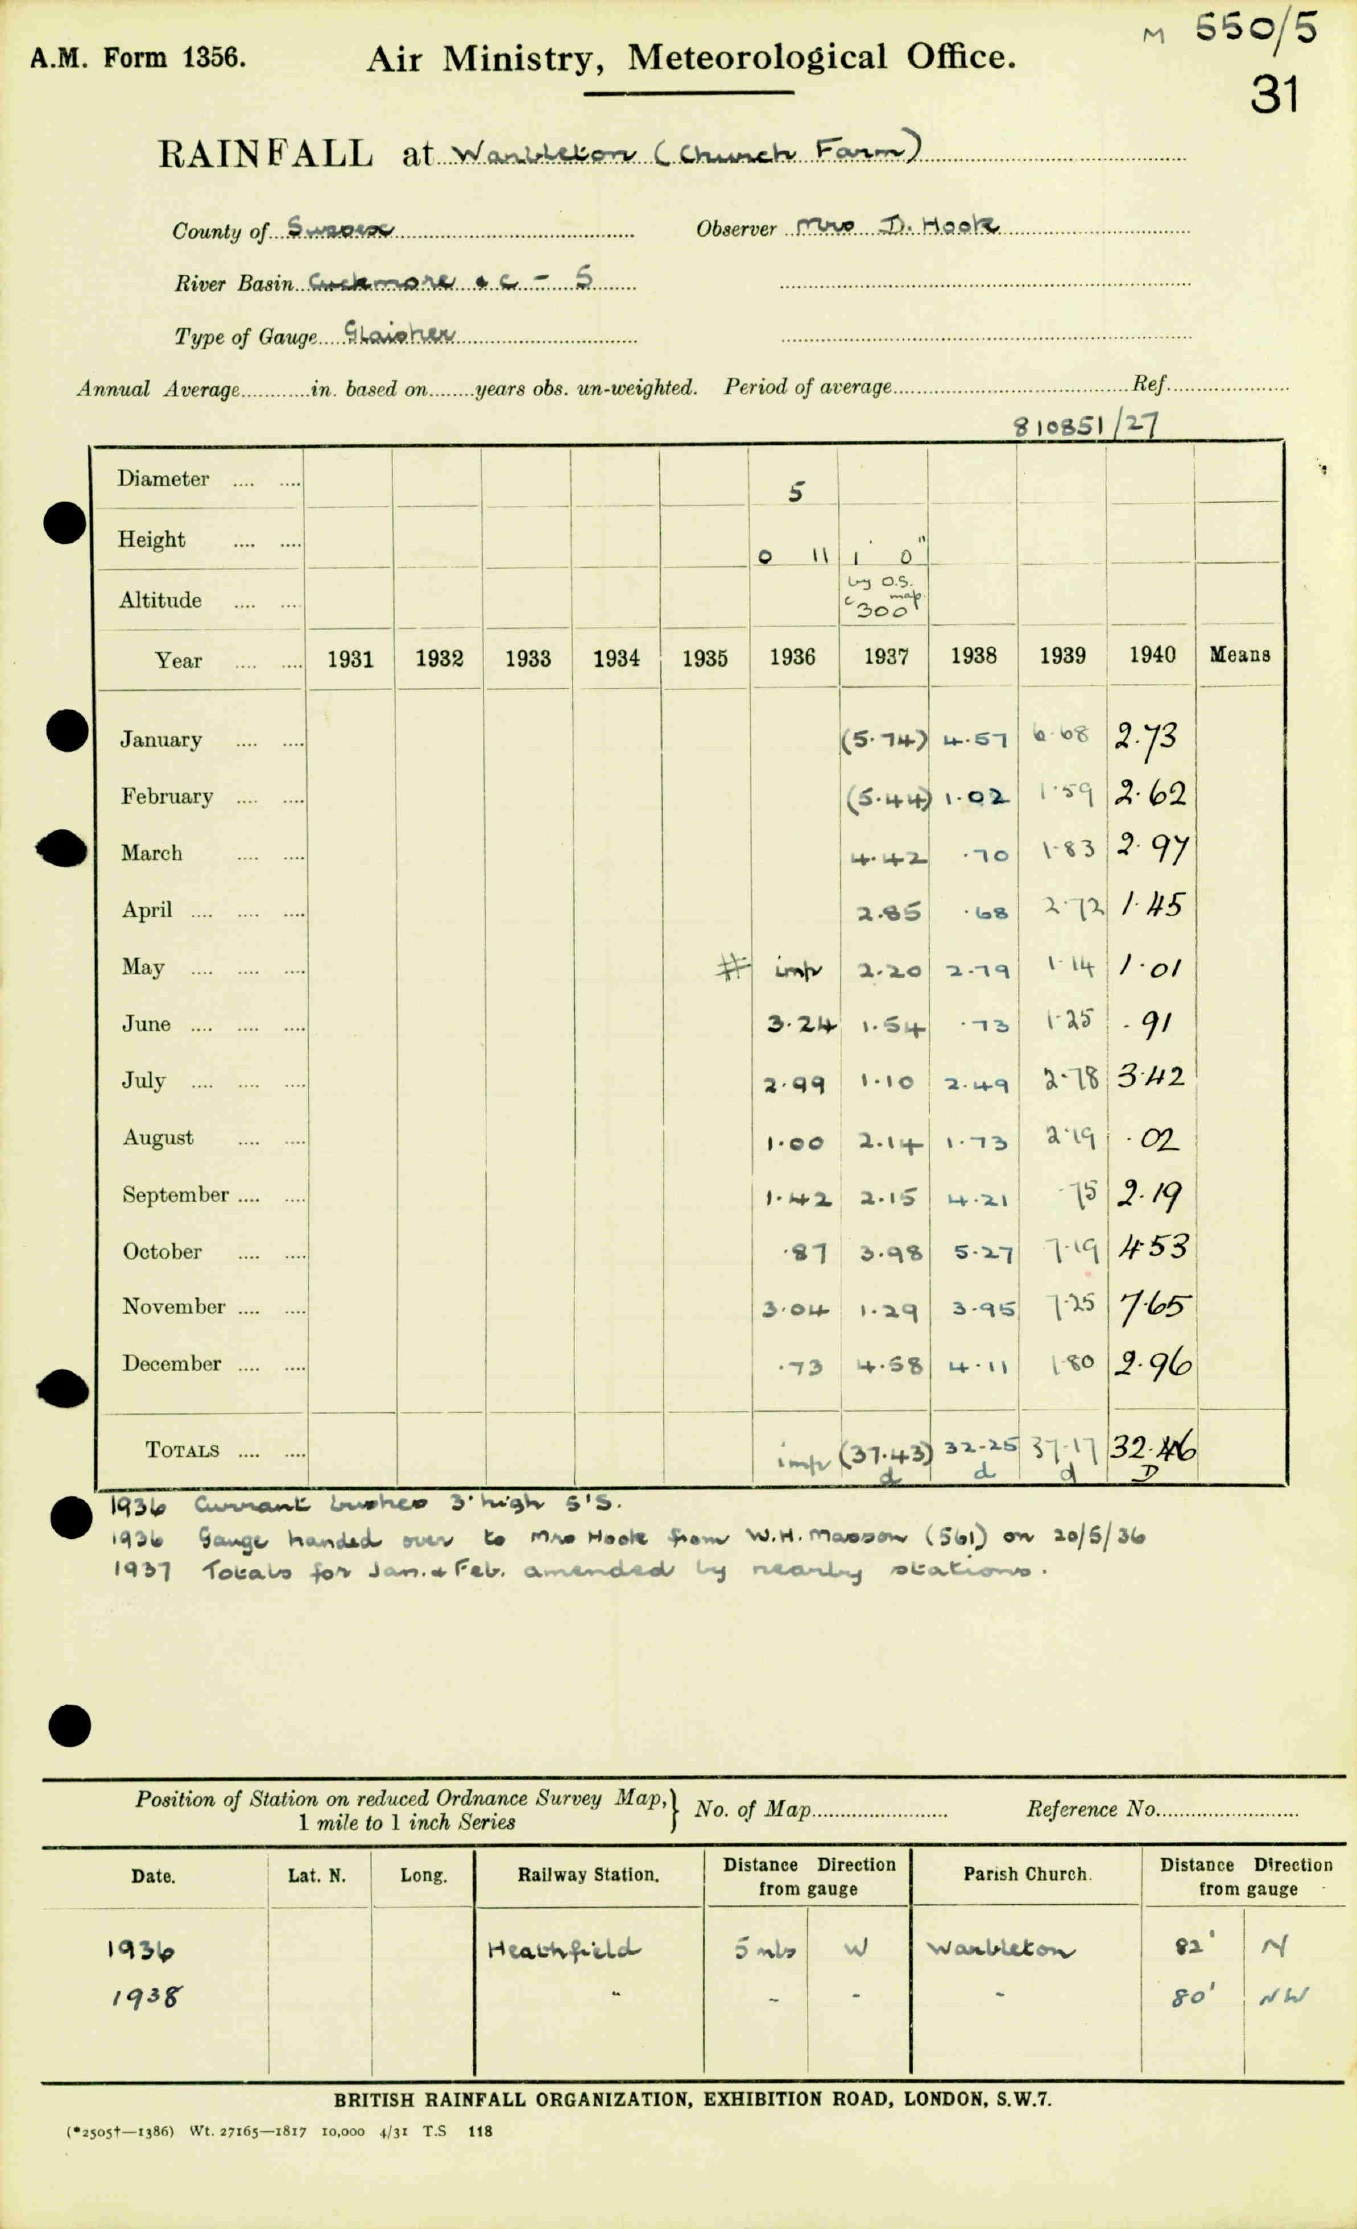 M 550/5
A.M. Form 1356. Air Ministry, Meteorological Office.
31
RAINFALL at Warbleton (Church Farm)
County of Sussex Observer Mrs D. Hook
River Basin Cuckmere &c - S
Type of Gauge Glaisher
Annual Average............in. based on........years obs. un-weighted. Period of average................Ref.................
810851/27
Diameter .... .... 5
Height .... .... 0 11 1' 0"
Altitude .... .... by O.S. map c 300'
Year .... .... 1931 1932 1933 1934 1935 1936 1937 1938 1939 1940 Means
January .... .... (5.74) 4.57 6.68 2.73
February .... .... (5.44) 1.02 1.59 2.62
March .... .... 4.42 .70 1.83 2.97
April .... .... .... 2.85 .68 2.72 1.45
May .... .... .... # imp 2.20 2.79 1.14 1.01
June .... .... .... 3.24 1.54 .73 1.25 .91
July .... .... .... 2.99 1.10 2.49 2.78 3.42
August .... .... 1.00 2.14 1.73 2.19 .02
September .... .... 1.42 2.15 4.21 .75 2.19
October .... .... .87 3.98 5.27 7.19 4.53
November .... .... 3.04 1.29 3.95 7.25 7.65
December .... .... .73 4.58 4.11 1.80 2.96
TOTALS .... .... imp (37.43) 32.25 37.17 32.46
d d d D
1936 Currant bushes 3' high 5'S.
1936 Gauge handed over to Mrs Hook from W.H. Masson (561) on 20/5/36
1937 Totals for Jan. & Feb. amended by nearby stations.
Position of Station on reduced Ordnance Survey Map, } No. of Map........................ Reference No.........................
1 mile to 1 inch Series
Date. Lat. N. Long. Railway Station. Distance Direction from gauge Parish Church. Distance Direction from gauge
1936 Heathfield 5 mls W Warbleton 82' N
1938 " - - - 80' NW
BRITISH RAINFALL ORGANIZATION, EXHIBITION ROAD, LONDON, S.W.7.
(*2505†—1386) Wt. 27165—1817 10,000 4/31 T.S 118